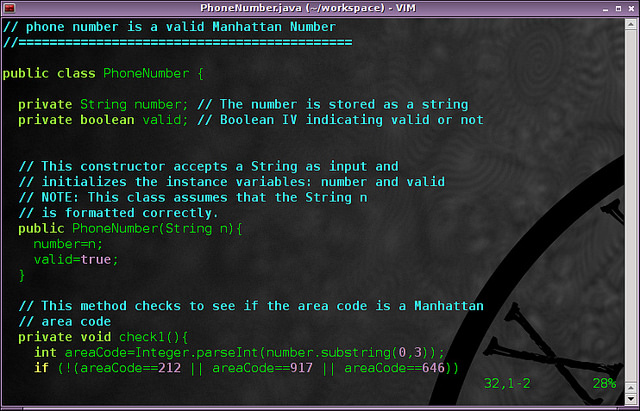 PhoneNumber.java (~/workspace) - VIM
// phone number is a valid Manhattan Number
//===========================================
public class PhoneNumber {
private String number; // The number is stored as a string
private boolean valid; // Boolean IV indicating valid or not
// This constructor accepts a String as input and
// initializes the instance variables: number and valid
// NOTE: This class assumes that the String n
// is formatted correctly.
public PhoneNumber(String n){
number=n;
valid=true;
}
// This method checks to see if the area code is a Manhattan
// area code
private void check1(){
int areaCode=Integer.parseInt(number.substring(0,3));
if (!(areaCode==212 || areaCode==917 || areaCode==646))
32,1-2 28%